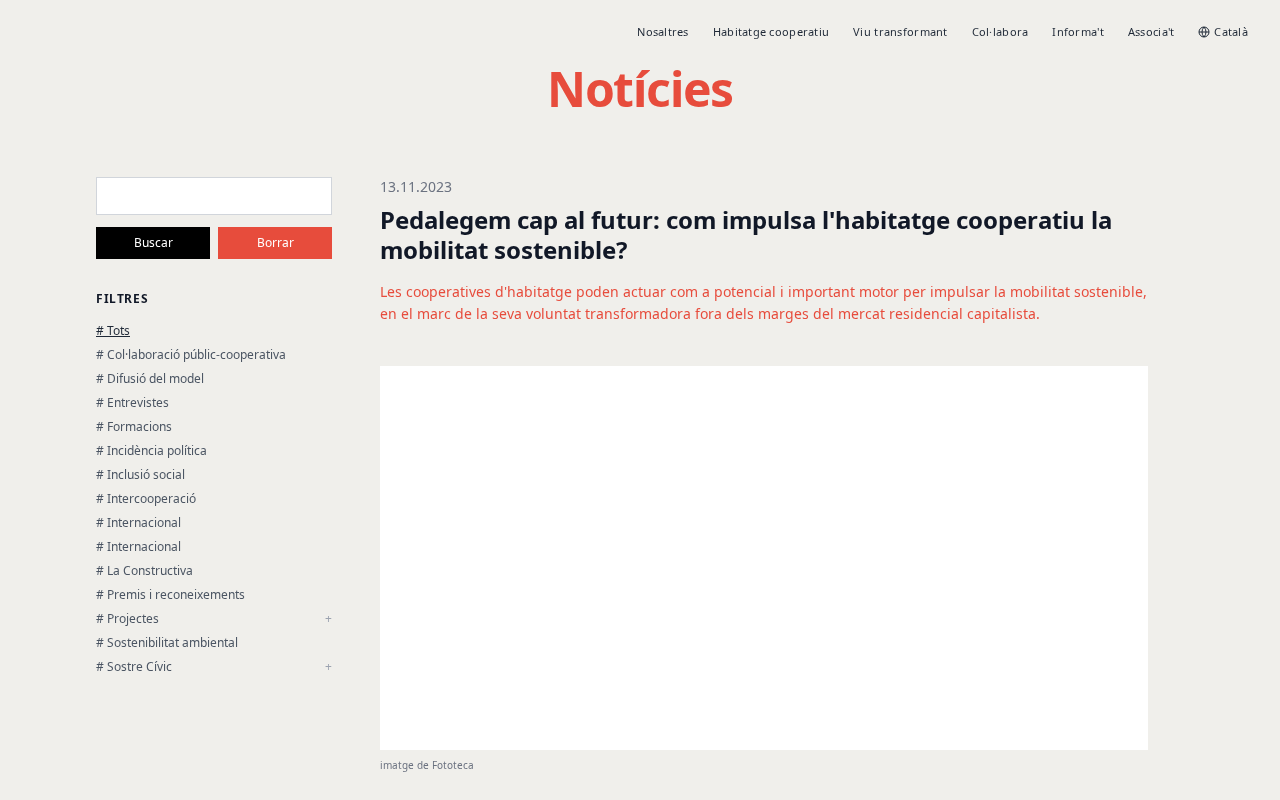 Nosaltres Habitatge cooperatiu Viu transformant Col·labora Informa't Associa't Català
Notícies
Buscar Borrar
FILTRES
# Tots
# Col·laboració públic-cooperativa
# Difusió del model
# Entrevistes
# Formacions
# Incidència política
# Inclusió social
# Intercooperació
# Internacional
# Internacional
# La Constructiva
# Premis i reconeixements
# Projectes +
# Sostenibilitat ambiental
# Sostre Cívic +
13.11.2023
Pedalegem cap al futur: com impulsa l'habitatge cooperatiu la
mobilitat sostenible?
Les cooperatives d'habitatge poden actuar com a potencial i important motor per impulsar la mobilitat sostenible,
en el marc de la seva voluntat transformadora fora dels marges del mercat residencial capitalista.
imatge de Fototeca